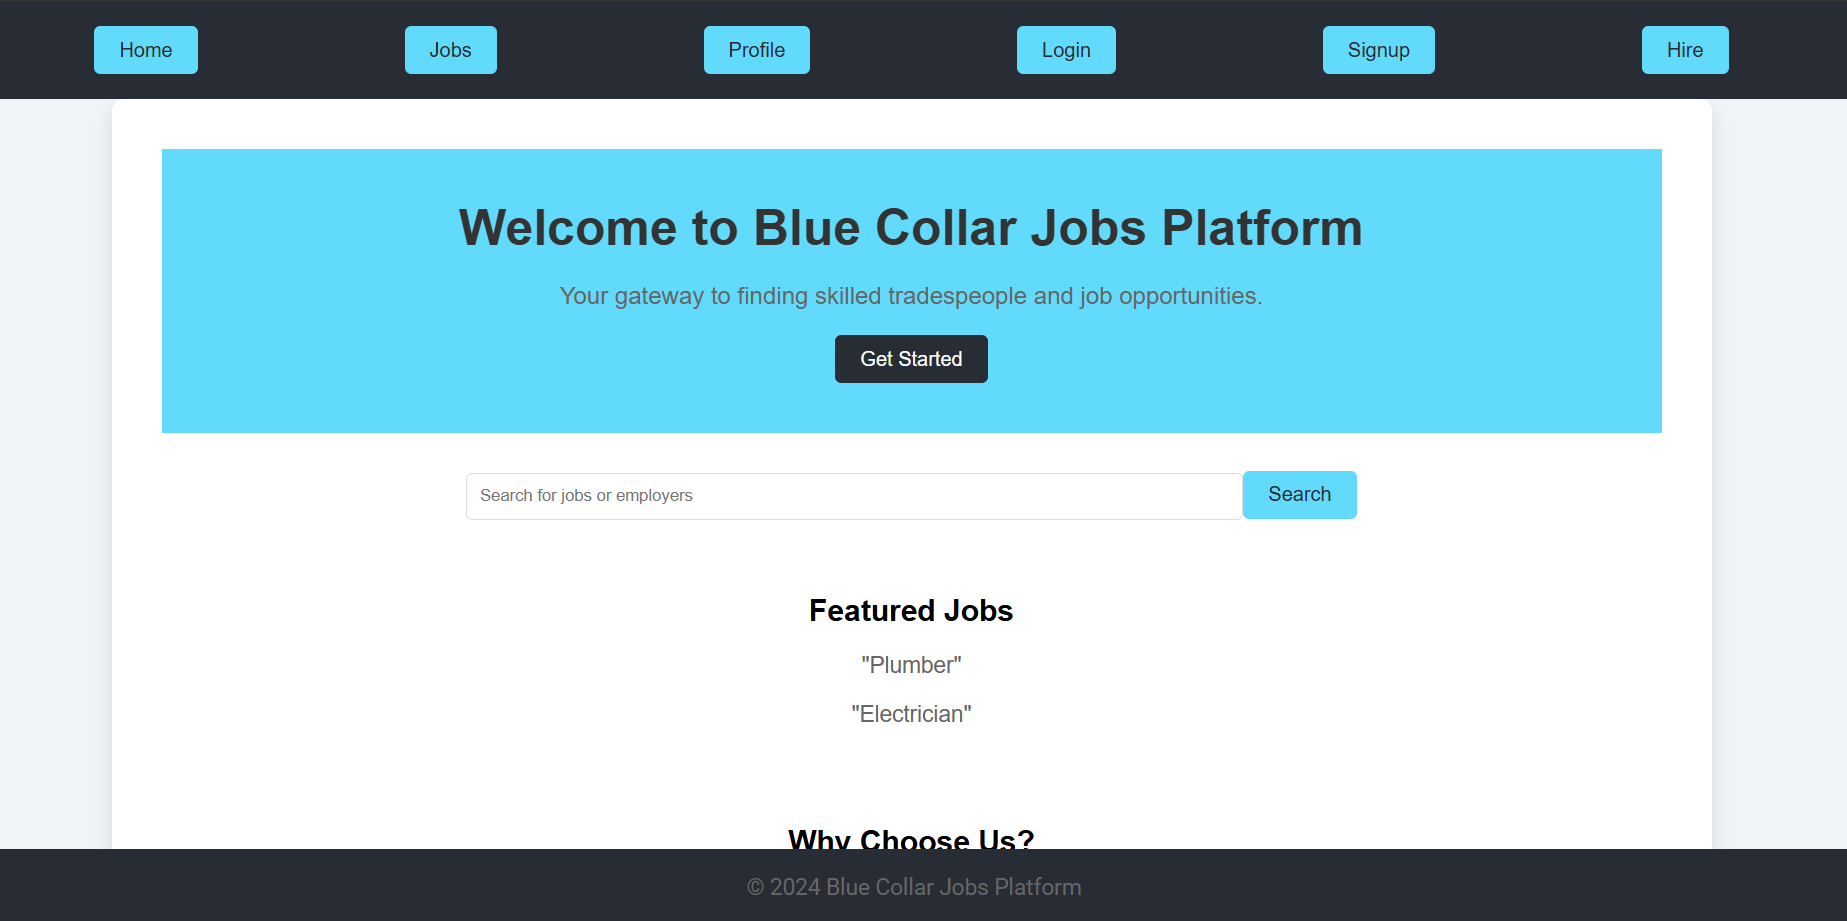 Home
Jobs
Profile
Login
Signup
Hire
Welcome to Blue Collar Jobs Platform
Your gateway to finding skilled tradespeople and job opportunities.
Get Started
Search for jobs or employers
Search
Featured Jobs
"Plumber"
"Electrician"
Why Choose Us?
© 2024 Blue Collar Jobs Platform